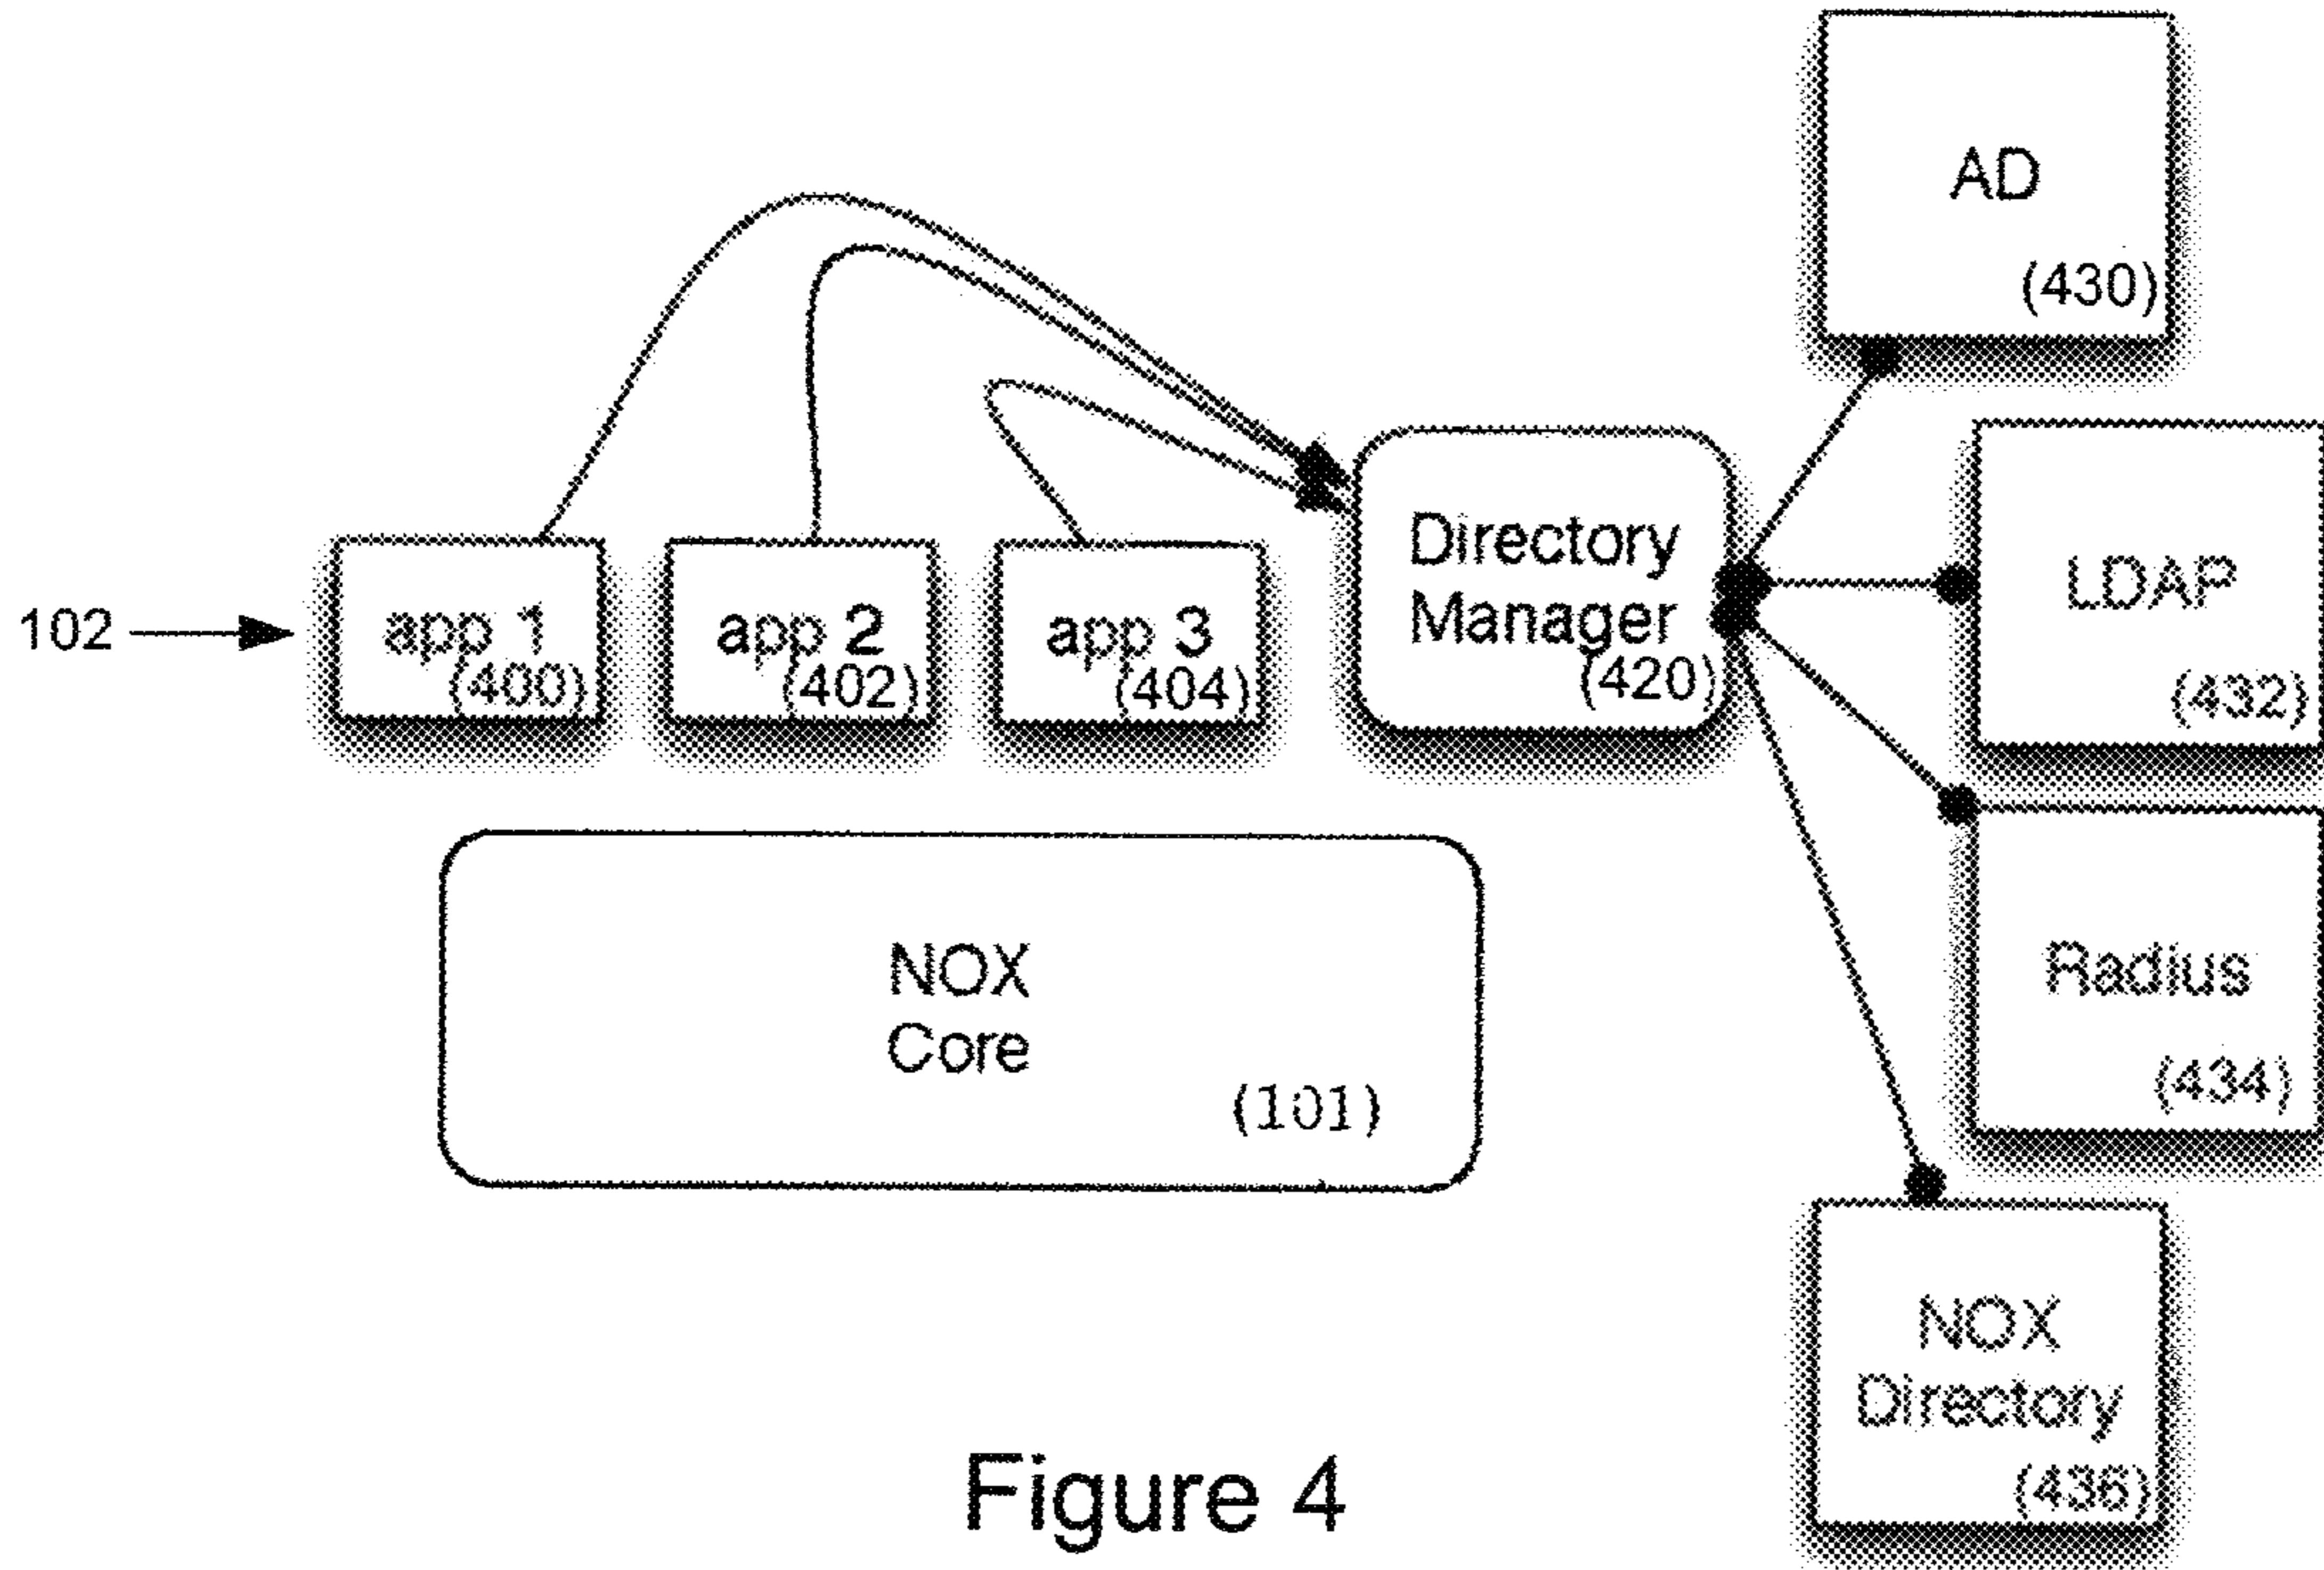 AD
(430)
102
app 1
(400)
app 2
(402)
app 3
(404)
Directory
Manager
(420)
LDAP
(432)
NOX
Core
(101)
Radius
(434)
NOX
Directory
(436)
Figure 4